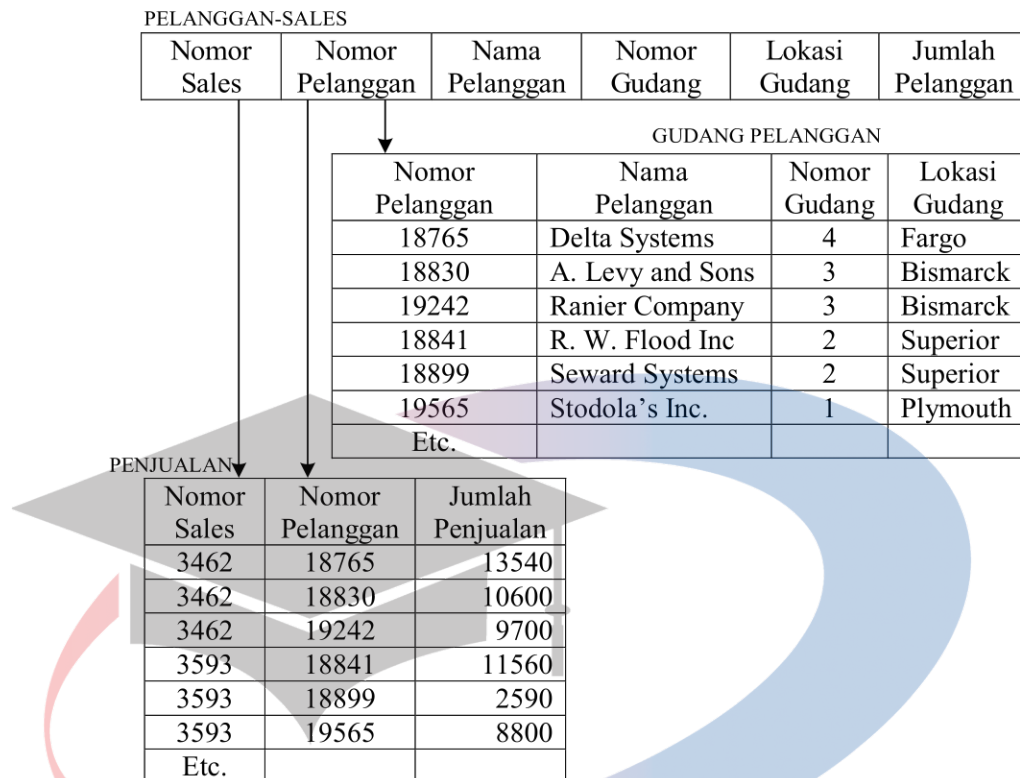 PELANGGAN-SALES
Nomor Sales Nomor Pelanggan Nama Pelanggan Nomor Gudang Lokasi Gudang Jumlah Pelanggan
GUDANG PELANGGAN
Nomor Pelanggan Nama Pelanggan Nomor Gudang Lokasi Gudang
18765 Delta Systems 4 Fargo
18830 A. Levy and Sons 3 Bismarck
19242 Ranier Company 3 Bismarck
18841 R. W. Flood Inc 2 Superior
18899 Seward Systems 2 Superior
19565 Stodola's Inc. 1 Plymouth
Etc.
PENJUALAN
Nomor Sales Nomor Pelanggan Jumlah Penjualan
3462 18765 13540
3462 18830 10600
3462 19242 9700
3593 18841 11560
3593 18899 2590
3593 19565 8800
Etc.